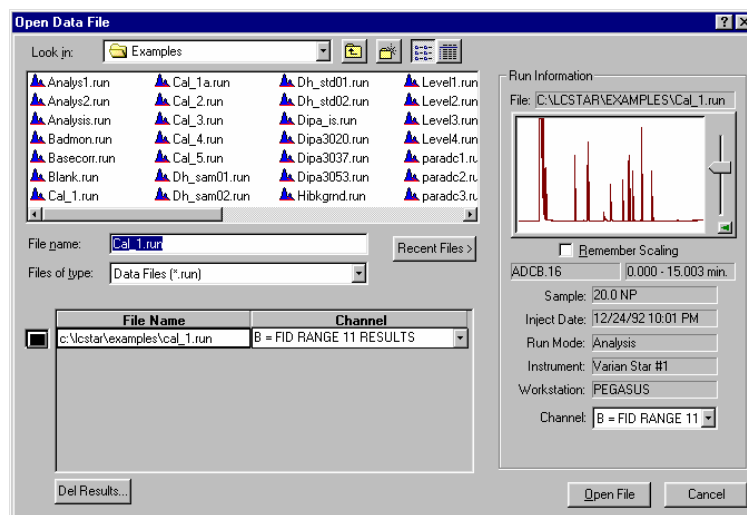 Open Data File
Look in: Examples
Analys1.run Cal_1a.run Dh_std01.run Level1.run
Analys2.run Cal_2.run Dh_std02.run Level2.run
Analysis.run Cal_3.run Dipa_is.run Level3.run
Badmon.run Cal_4.run Dipa3020.run Level4.run
Basecorr.run Cal_5.run Dipa3037.run paradc1.ru
Blank.run Dh_sam01.run Dipa3053.run paradc2.ru
Cal_1.run Dh_sam02.run Hibkgrnd.run paradc3.ru
File name: Cal_1.run
Recent Files >
Files of type: Data Files (*.run)
File Name Channel
c:\lcstar\examples\cal_1.run B = FID RANGE 11 RESULTS
Del Results...
Run Information
File: C:\LCSTAR\EXAMPLES\Cal_1.run
Remember Scaling
ADCB.16 0.000 - 15.003 min.
Sample: 20.0 NP
Inject Date: 12/24/92 10:01 PM
Run Mode: Analysis
Instrument: Varian Star #1
Workstation: PEGASUS
Channel: B = FID RANGE 11
Open File Cancel